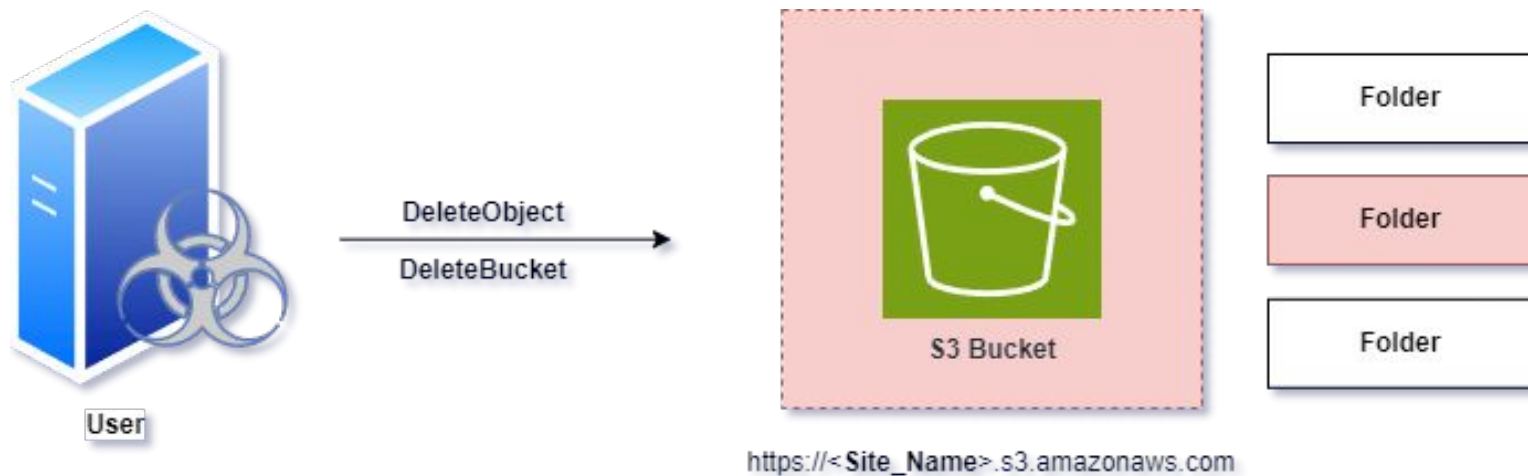 DeleteObject
DeleteBucket
User
S3 Bucket
https://<Site_Name>.s3.amazonaws.com
Folder
Folder
Folder